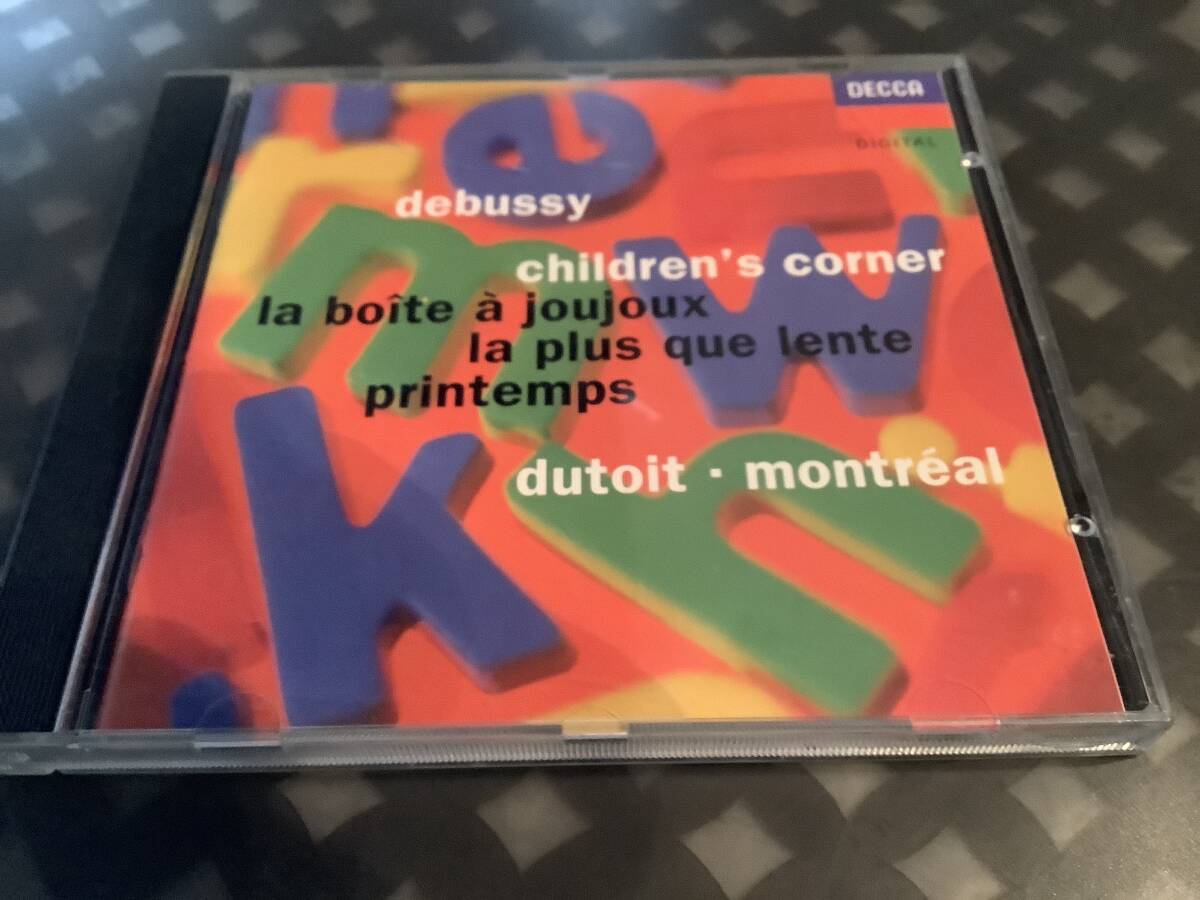 DECCA
DIGITAL
debussy
children's corner
la boîte à joujoux
la plus que lente
printemps
dutoit · montréal
e
r
m
w
k
h